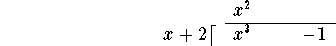 x²
x + 2⌈ x³ −1